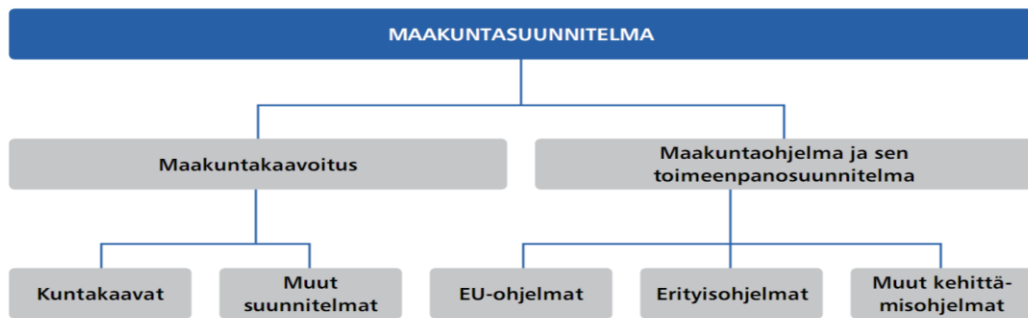 MAAKUNTASUUNNITELMA
Maakuntakaavoitus
Maakuntaohjelma ja sen
toimeenpanosuunnitelma
Kuntakaavat
Muut
suunnitelmat
EU-ohjelmat
Erityisohjelmat
Muut kehittä-
misohjelmat